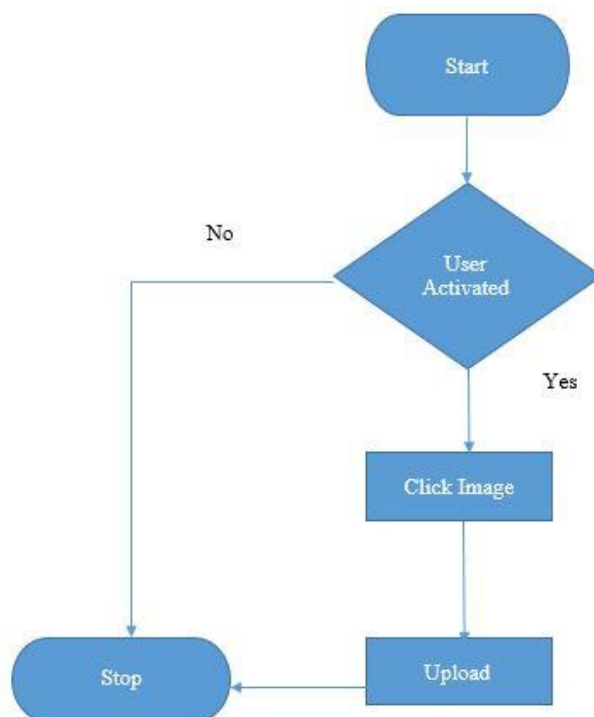 Start
No
User
Activated
Yes
Click Image
Stop
Upload